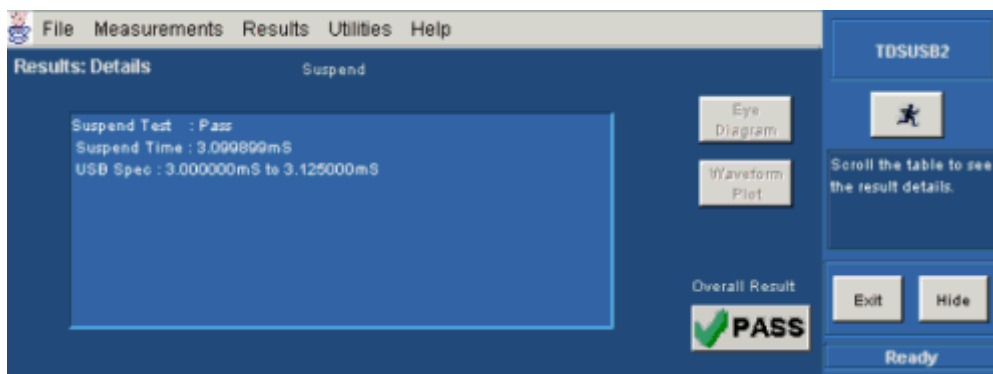 File Measurements Results Utilities Help
TDSUSB2
Results: Details
Suspend
Suspend Test : Pass
Suspend Time : 3.099899mS
USB Spec : 3.000000mS to 3.125000mS
Eye
Diagram
Waveform
Plot
Scroll the table to see
the result details.
Overall Result
PASS
Exit
Hide
Ready